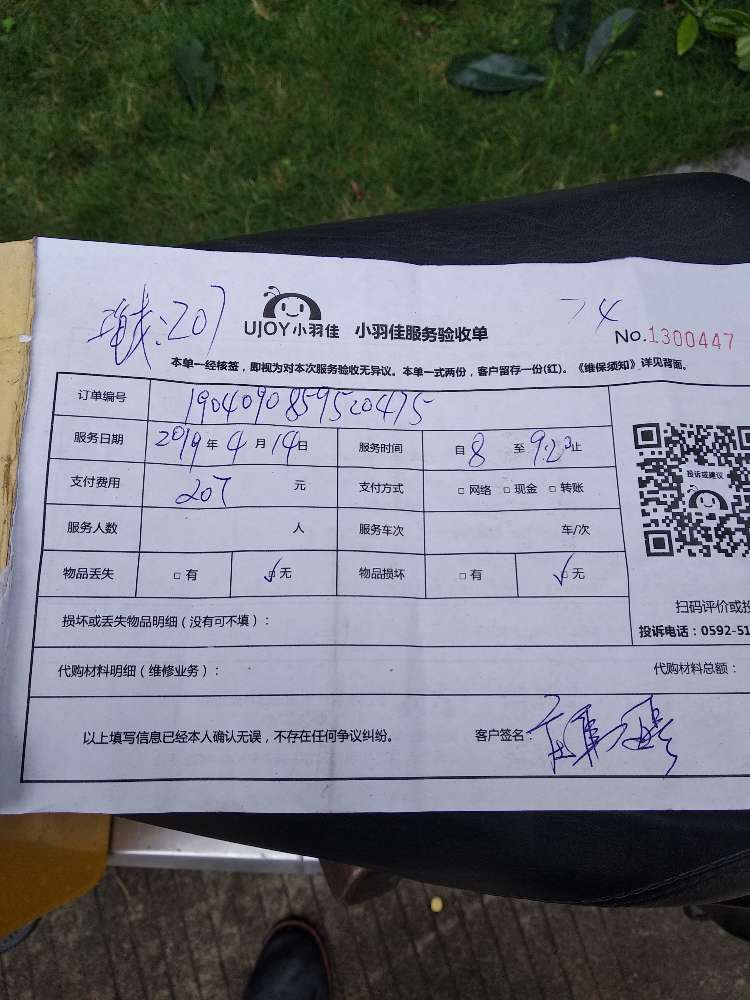 207
UJOY小羽佳 小羽佳服务验收单
No.1300447
本单一经核签，即视为对本次服务验收无异议。本单一式两份，客户留存一份(红)。《维保须知》详见背面。
订单编号 1904090859520475
服务日期 2019年4月14日 服务时间 自8至9:20止
支付费用 207元 支付方式 □网络 □现金 □转账
服务人数 人 服务车次 车/次
物品丢失 □有 ☑无 物品损坏 □有 ☑无
投诉或建议
扫码评价或投
损坏或丢失物品明细（没有可不填）：
投诉电话：0592-51
代购材料明细（维修业务）： 代购材料总额：
以上填写信息已经本人确认无误，不存在任何争议纠纷。 客户签名：